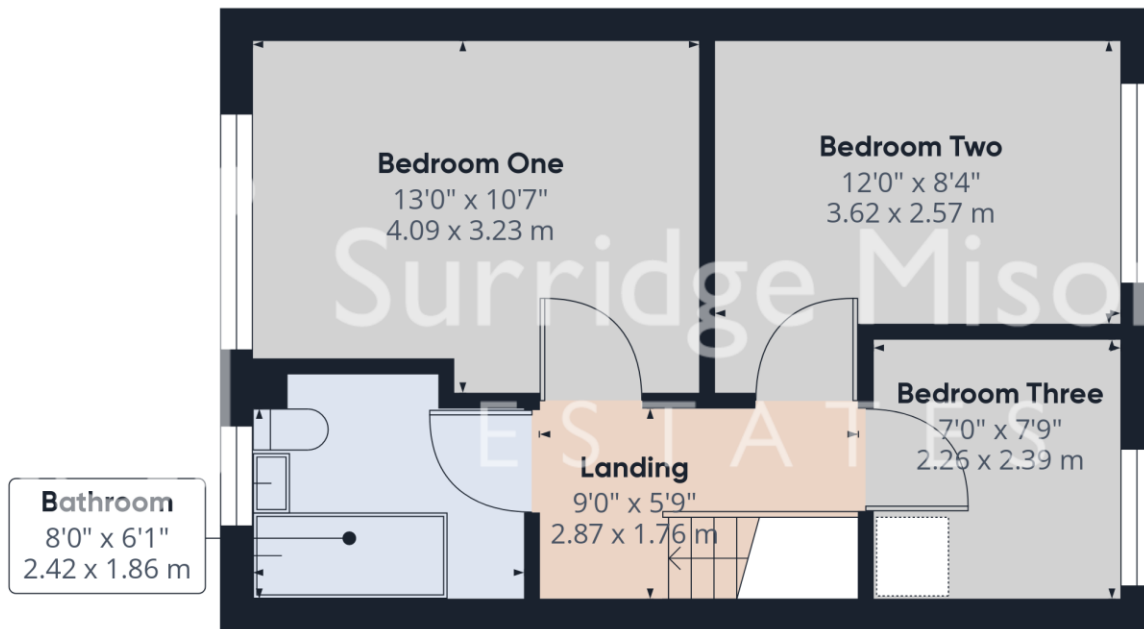 Bedroom One
13'0" x 10'7"
4.09 x 3.23 m
Bedroom Two
12'0" x 8'4"
3.62 x 2.57 m
Surridge Miso
ESTATES
Bedroom Three
7'0" x 7'9"
2.26 x 2.39 m
Landing
9'0" x 5'9"
2.87 x 1.76 m
Bathroom
8'0" x 6'1"
2.42 x 1.86 m